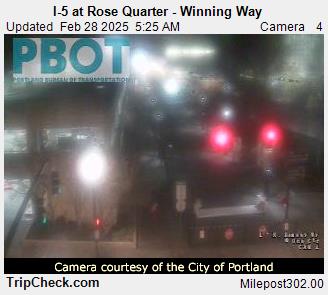 I-5 at Rose Quarter - Winning Way
Updated Feb 28 2025 5:25 AM Camera 4
PBOT
PORTLAND BUREAU OF TRANSPORTATION
Camera courtesy of the City of Portland
TripCheck.com Milepost302.00